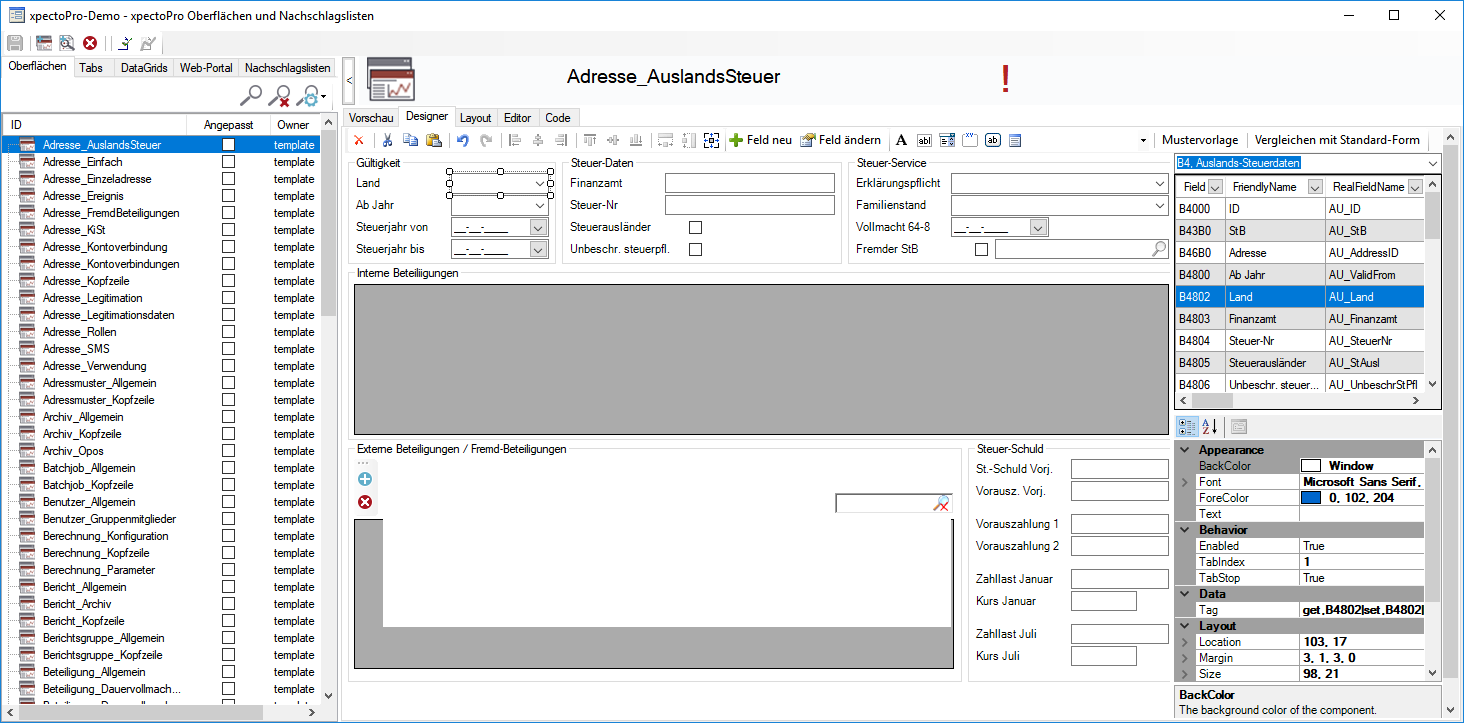 xpectoPro-Demo - xpectoPro Oberflächen und Nachschlagslisten
Oberflächen Tabs DataGrids Web-Portal Nachschlagslisten
ID Angepasst Owner
Adresse_AuslandsSteuer template
Adresse_Einfach template
Adresse_Einzeladresse template
Adresse_Ereignis template
Adresse_FremdBeteiligungen template
Adresse_KiSt template
Adresse_Kontoverbindung template
Adresse_Kontoverbindungen template
Adresse_Kopfzeile template
Adresse_Legitimation template
Adresse_Legitimationsdaten template
Adresse_Rollen template
Adresse_SMS template
Adresse_Verwendung template
Adressmuster_Allgemein template
Adressmuster_Kopfzeile template
Archiv_Allgemein template
Archiv_Kopfzeile template
Archiv_Opos template
Batchjob_Allgemein template
Batchjob_Kopfzeile template
Benutzer_Allgemein template
Benutzer_Gruppenmitglieder template
Berechnung_Konfiguration template
Berechnung_Kopfzeile template
Berechnung_Parameter template
Bericht_Allgemein template
Bericht_Archiv template
Bericht_Kopfzeile template
Berichtsgruppe_Allgemein template
Berichtsgruppe_Kopfzeile template
Beteiligung_Allgemein template
Beteiligung_Dauervollmach... template
<
Adresse_AuslandsSteuer
!
Vorschau Designer Layout Editor Code
Feld neu Feld ändern A ab| ab Mustervorlage Vergleichen mit Standard-Form
Gültigkeit
Land
Ab Jahr
Steuerjahr von __-__-____
Steuerjahr bis __-__-____
Steuer-Daten
Finanzamt
Steuer-Nr
Steuerausländer
Unbeschr. steuerpfl.
Steuer-Service
Erklärungspflicht
Familienstand
Vollmacht 64-8 __-__-____
Fremder StB
Interne Beteiligungen
Externe Beteiligungen / Fremd-Beteiligungen
Steuer-Schuld
St.-Schuld Vorj.
Vorausz. Vorj.
Vorauszahlung 1
Vorauszahlung 2
Zahllast Januar
Kurs Januar
Zahllast Juli
Kurs Juli
B4, Auslands-Steuerdaten
Field FriendlyName RealFieldName
B4000 ID AU_ID
B43B0 StB AU_StB
B46B0 Adresse AU_AddressID
B4800 Ab Jahr AU_ValidFrom
B4802 Land AU_Land
B4803 Finanzamt AU_Finanzamt
B4804 Steuer-Nr AU_SteuerNr
B4805 Steuerausländer AU_StAusl
B4806 Unbeschr. steuer... AU_UnbeschrStPfl
Appearance
BackColor Window
Font Microsoft Sans Serif,
ForeColor 0, 102, 204
Text
Behavior
Enabled True
TabIndex 1
TabStop True
Data
Tag get,B4802|set,B4802|
Layout
Location 103, 17
Margin 3, 1, 3, 0
Size 98, 21
BackColor
The background color of the component.